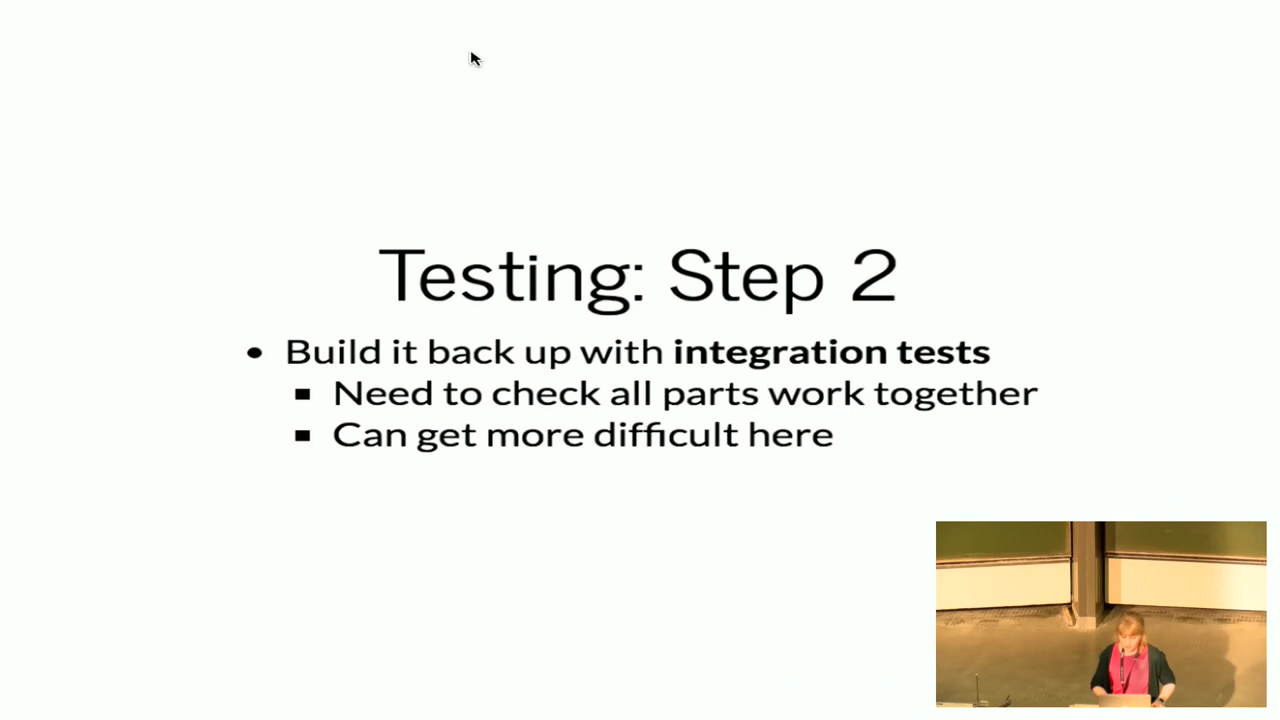 Testing: Step 2
• Build it back up with integration tests
▪ Need to check all parts work together
▪ Can get more difficult here